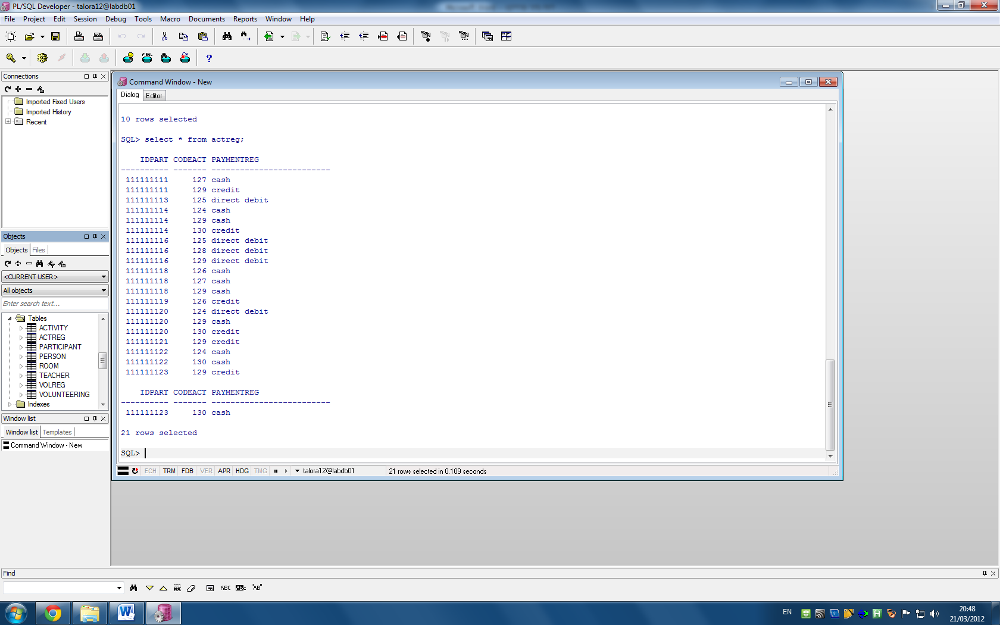 PL/SQL Developer - talora12@labdb01
File Project Edit Session Debug Tools Macro Documents Reports Window Help
Connections
Imported Fixed Users
Imported History
Recent
Objects
Objects Files
<CURRENT USER>
All objects
Enter search text...
Tables
ACTIVITY
ACTREG
PARTICIPANT
PERSON
ROOM
TEACHER
VOLREG
VOLUNTEERING
Indexes
Window list
Window list Templates
Command Window - New
Command Window - New
Dialog Editor
10 rows selected
SQL> select * from actreg;
IDPART CODEACT PAYMENTREG
---------- ------- -------------------------
111111111 127 cash
111111111 129 credit
111111113 125 direct debit
111111114 124 cash
111111114 129 cash
111111114 130 credit
111111116 125 direct debit
111111116 128 direct debit
111111116 129 direct debit
111111118 126 cash
111111118 127 cash
111111118 129 cash
111111119 126 credit
111111120 124 direct debit
111111120 129 cash
111111120 130 credit
111111121 129 credit
111111122 124 cash
111111122 130 cash
111111123 129 credit
IDPART CODEACT PAYMENTREG
---------- ------- -------------------------
111111123 130 cash
21 rows selected
SQL>
ECH TRM FDB VER APR HDG TMG talora12@labdb01 21 rows selected in 0.109 seconds
Find
ABC "AB"
EN
20:48
21/03/2012